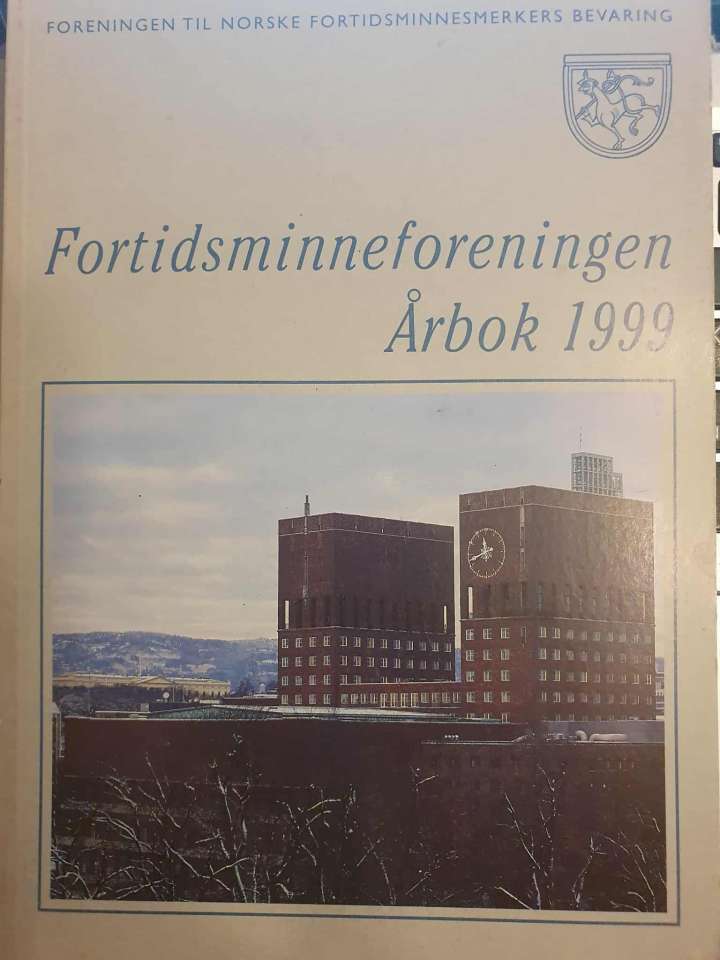 FORENINGEN TIL NORSKE FORTIDSMINNESMERKERS BEVARING
Fortidsminneforeningen
Årbok 1999